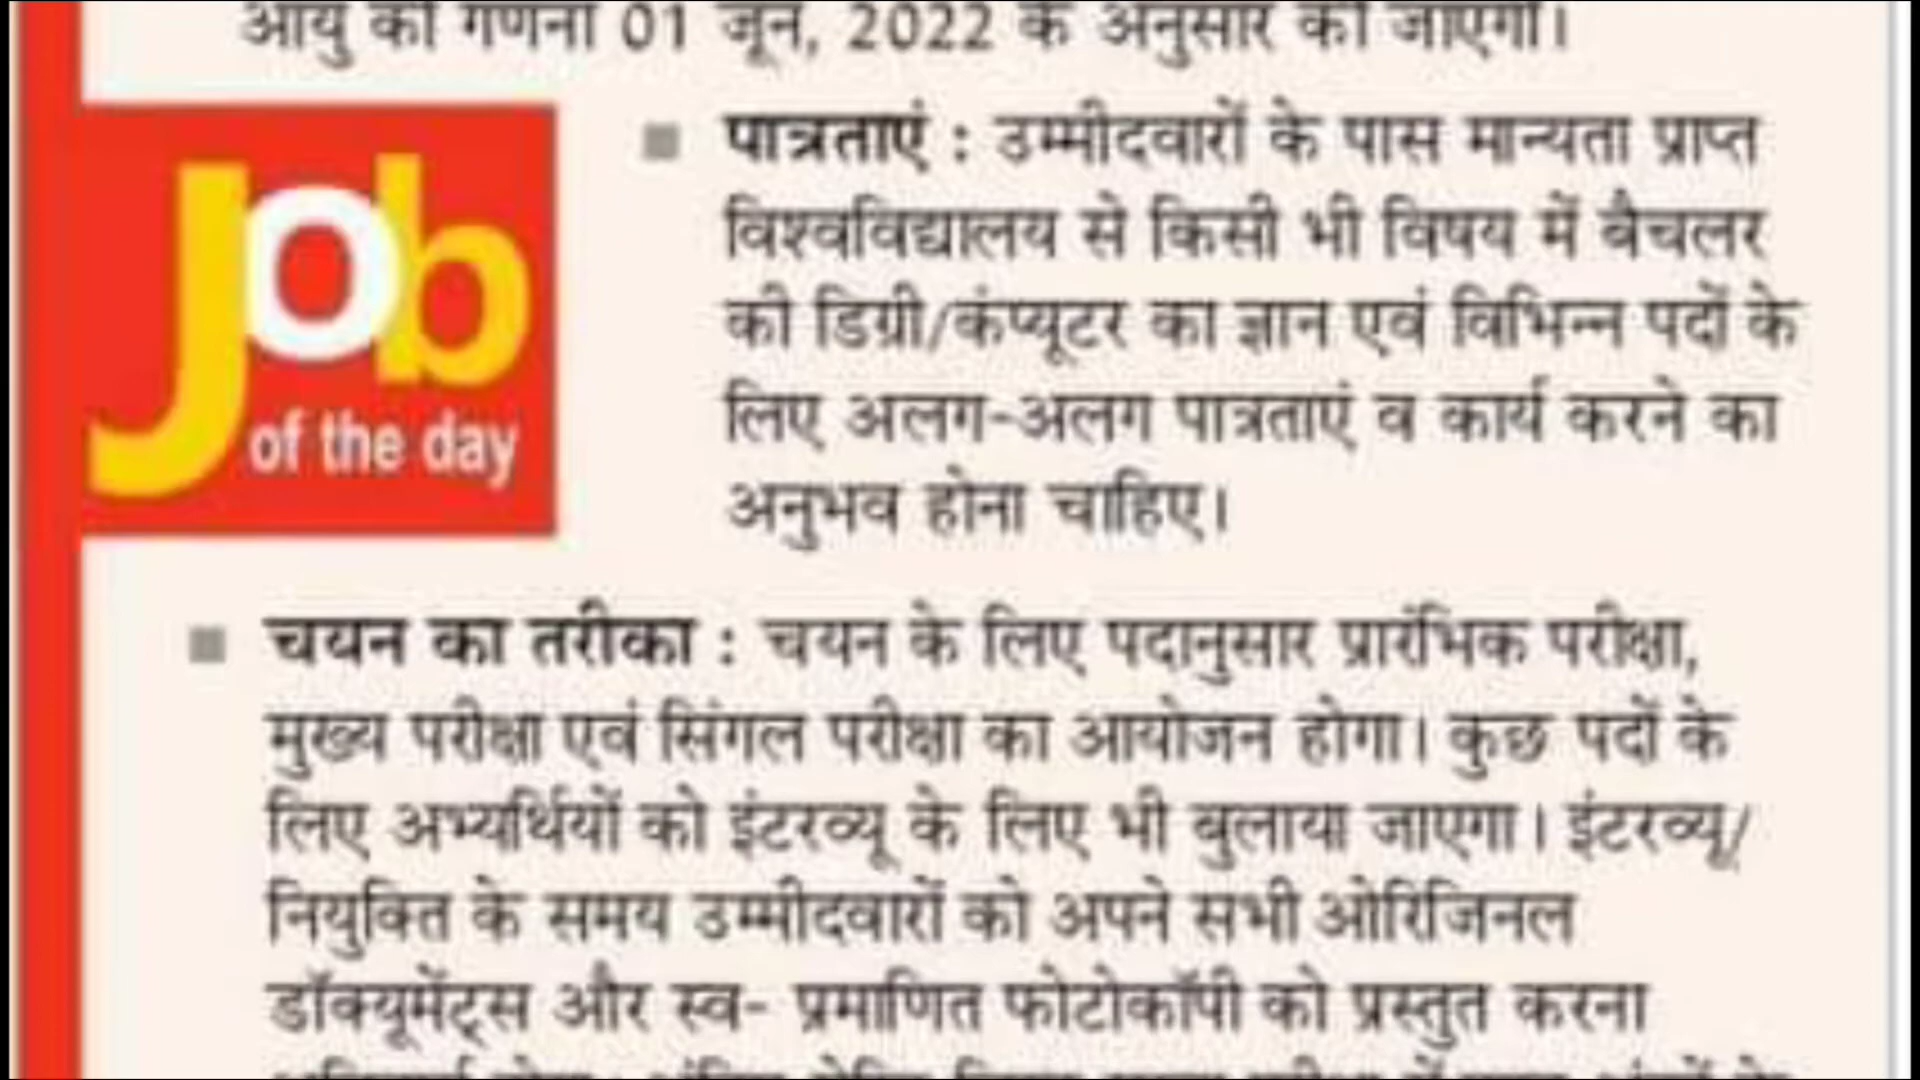 आयु की गणना 01 जून, 2022 के अनुसार की जाएगी।
Job
of the day
■ पात्रताएं : उम्मीदवारों के पास मान्यता प्राप्त
विश्वविद्यालय से किसी भी विषय में बैचलर
की डिग्री/कंप्यूटर का ज्ञान एवं विभिन्न पदों के
लिए अलग-अलग पात्रताएं व कार्य करने का
अनुभव होना चाहिए।
■ चयन का तरीका : चयन के लिए पदानुसार प्रारंभिक परीक्षा,
मुख्य परीक्षा एवं सिंगल परीक्षा का आयोजन होगा। कुछ पदों के
लिए अभ्यर्थियों को इंटरव्यू के लिए भी बुलाया जाएगा। इंटरव्यू/
नियुक्ति के समय उम्मीदवारों को अपने सभी ओरिजिनल
डॉक्यूमेंट्स और स्व- प्रमाणित फोटोकॉपी को प्रस्तुत करना